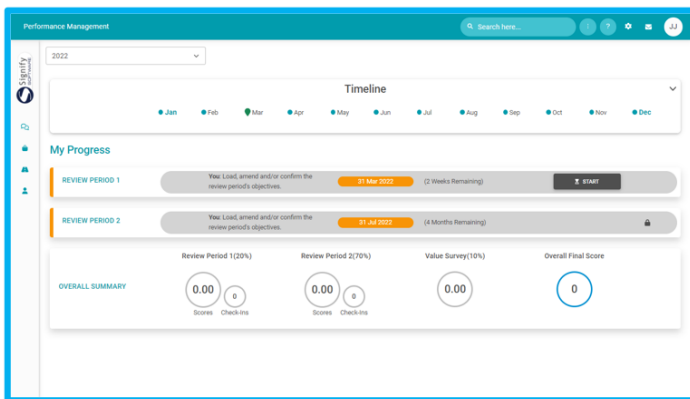 Performance Management
Search here...
?
JJ
2022
Signify
SOFTWARE
Timeline
Jan Feb Mar Apr May Jun Jul Aug Sep Oct Nov Dec
My Progress
REVIEW PERIOD 1
You: Load, amend and/or confirm the
review period's objectives.
31 Mar 2022
(2 Weeks Remaining)
START
REVIEW PERIOD 2
You: Load, amend and/or confirm the
review period's objectives.
31 Jul 2022
(4 Months Remaining)
OVERALL SUMMARY
Review Period 1(20%) Review Period 2(70%) Value Survey(10%) Overall Final Score
0.00 0 0.00 0 0.00 0
Scores Check-Ins Scores Check-Ins